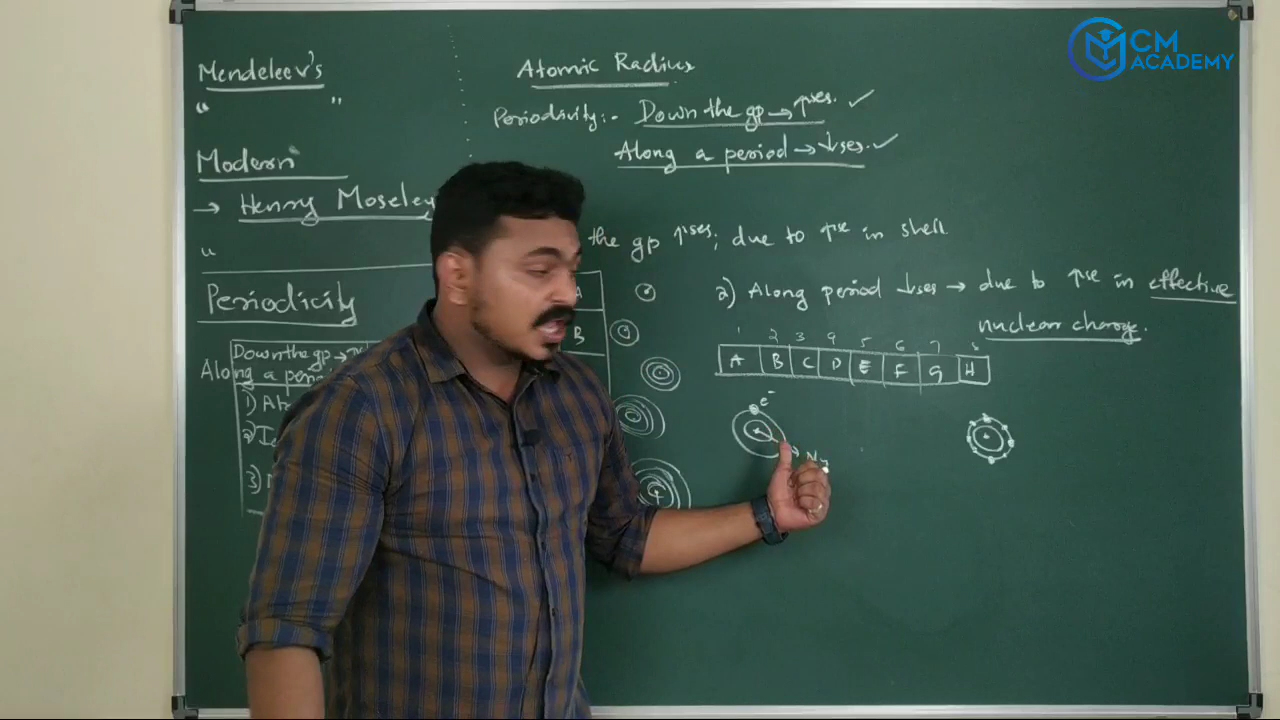 Mendeleev's
"          "
Modern
→ Henry Moseley
"
Periodicity
Down the gp →
Along a perio
1) At
2) I
3)
Atomic Radius
Periodicity:- Down the gp → ↑ses. ✓
Along a period → ↓ses. ✓
the gp ↑ses; due to ↑se in shell
A
B
2) Along period ↓ses → due to ↑se in effective
nuclear charge.
1 2 3 4 5 6 7 8
A B C D E F G H
e⁻
CM
ACADEMY